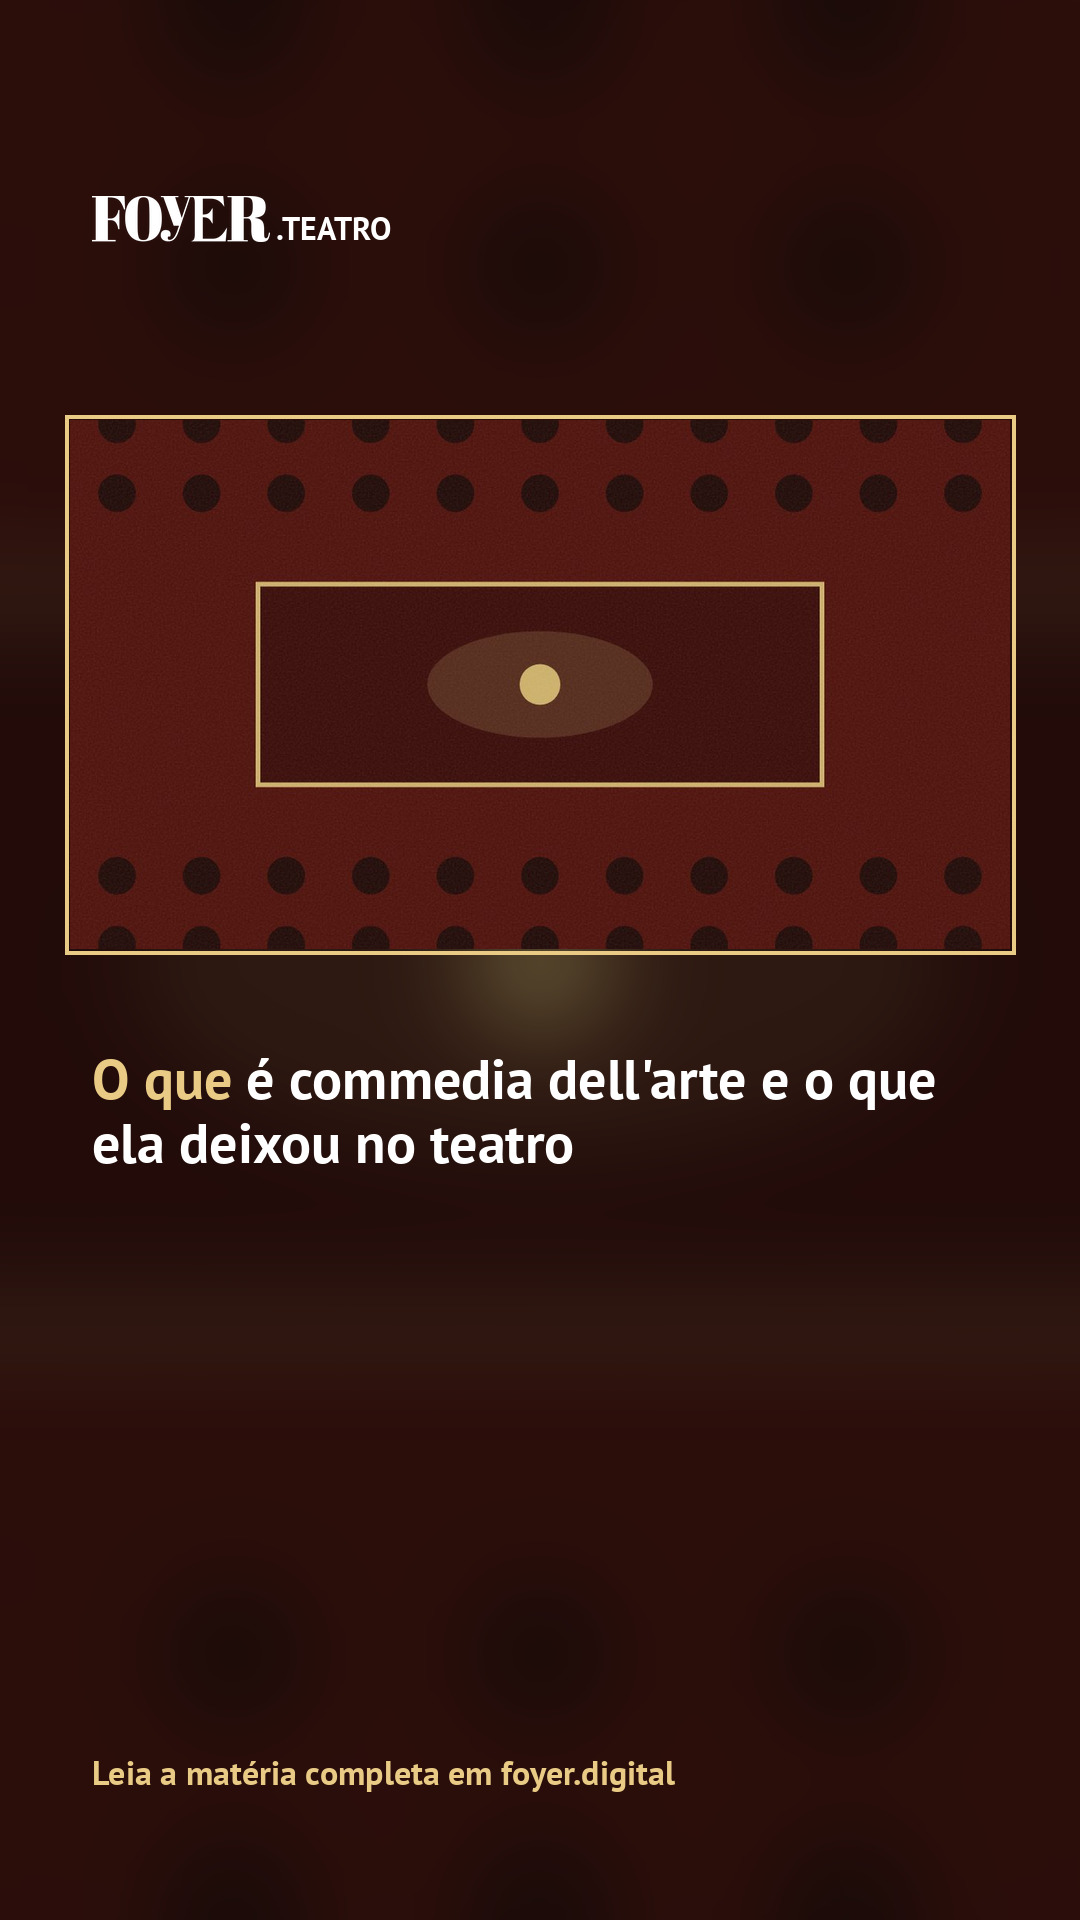 FOYER .TEATRO
O que é commedia dell'arte e o que
ela deixou no teatro
Leia a matéria completa em foyer.digital